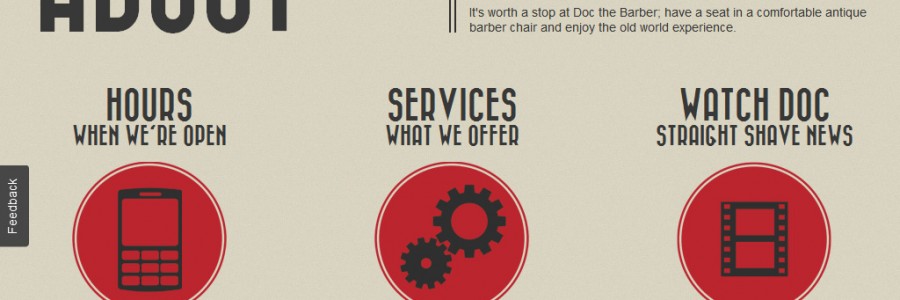 ABOUT
It's worth a stop at Doc the Barber; have a seat in a comfortable antique
barber chair and enjoy the old world experience.
HOURS
WHEN WE'RE OPEN
SERVICES
WHAT WE OFFER
WATCH DOC
STRAIGHT SHAVE NEWS
Feedback